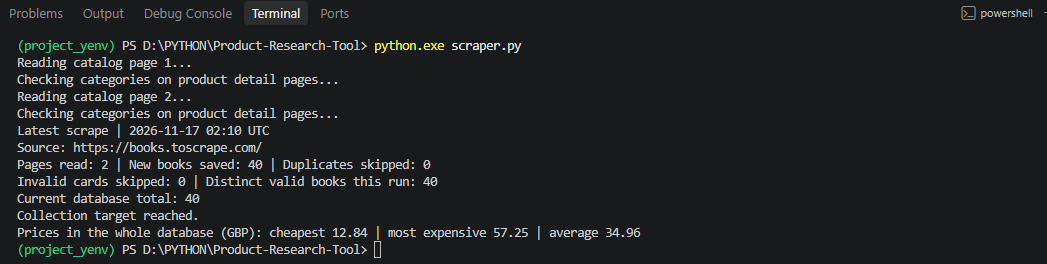 Problems Output Debug Console Terminal Ports powershell
(project_yenv) PS D:\PYTHON\Product-Research-Tool> python.exe scraper.py
Reading catalog page 1...
Checking categories on product detail pages...
Reading catalog page 2...
Checking categories on product detail pages...
Latest scrape | 2026-11-17 02:10 UTC
Source: https://books.toscrape.com/
Pages read: 2 | New books saved: 40 | Duplicates skipped: 0
Invalid cards skipped: 0 | Distinct valid books this run: 40
Current database total: 40
Collection target reached.
Prices in the whole database (GBP): cheapest 12.84 | most expensive 57.25 | average 34.96
(project_yenv) PS D:\PYTHON\Product-Research-Tool>